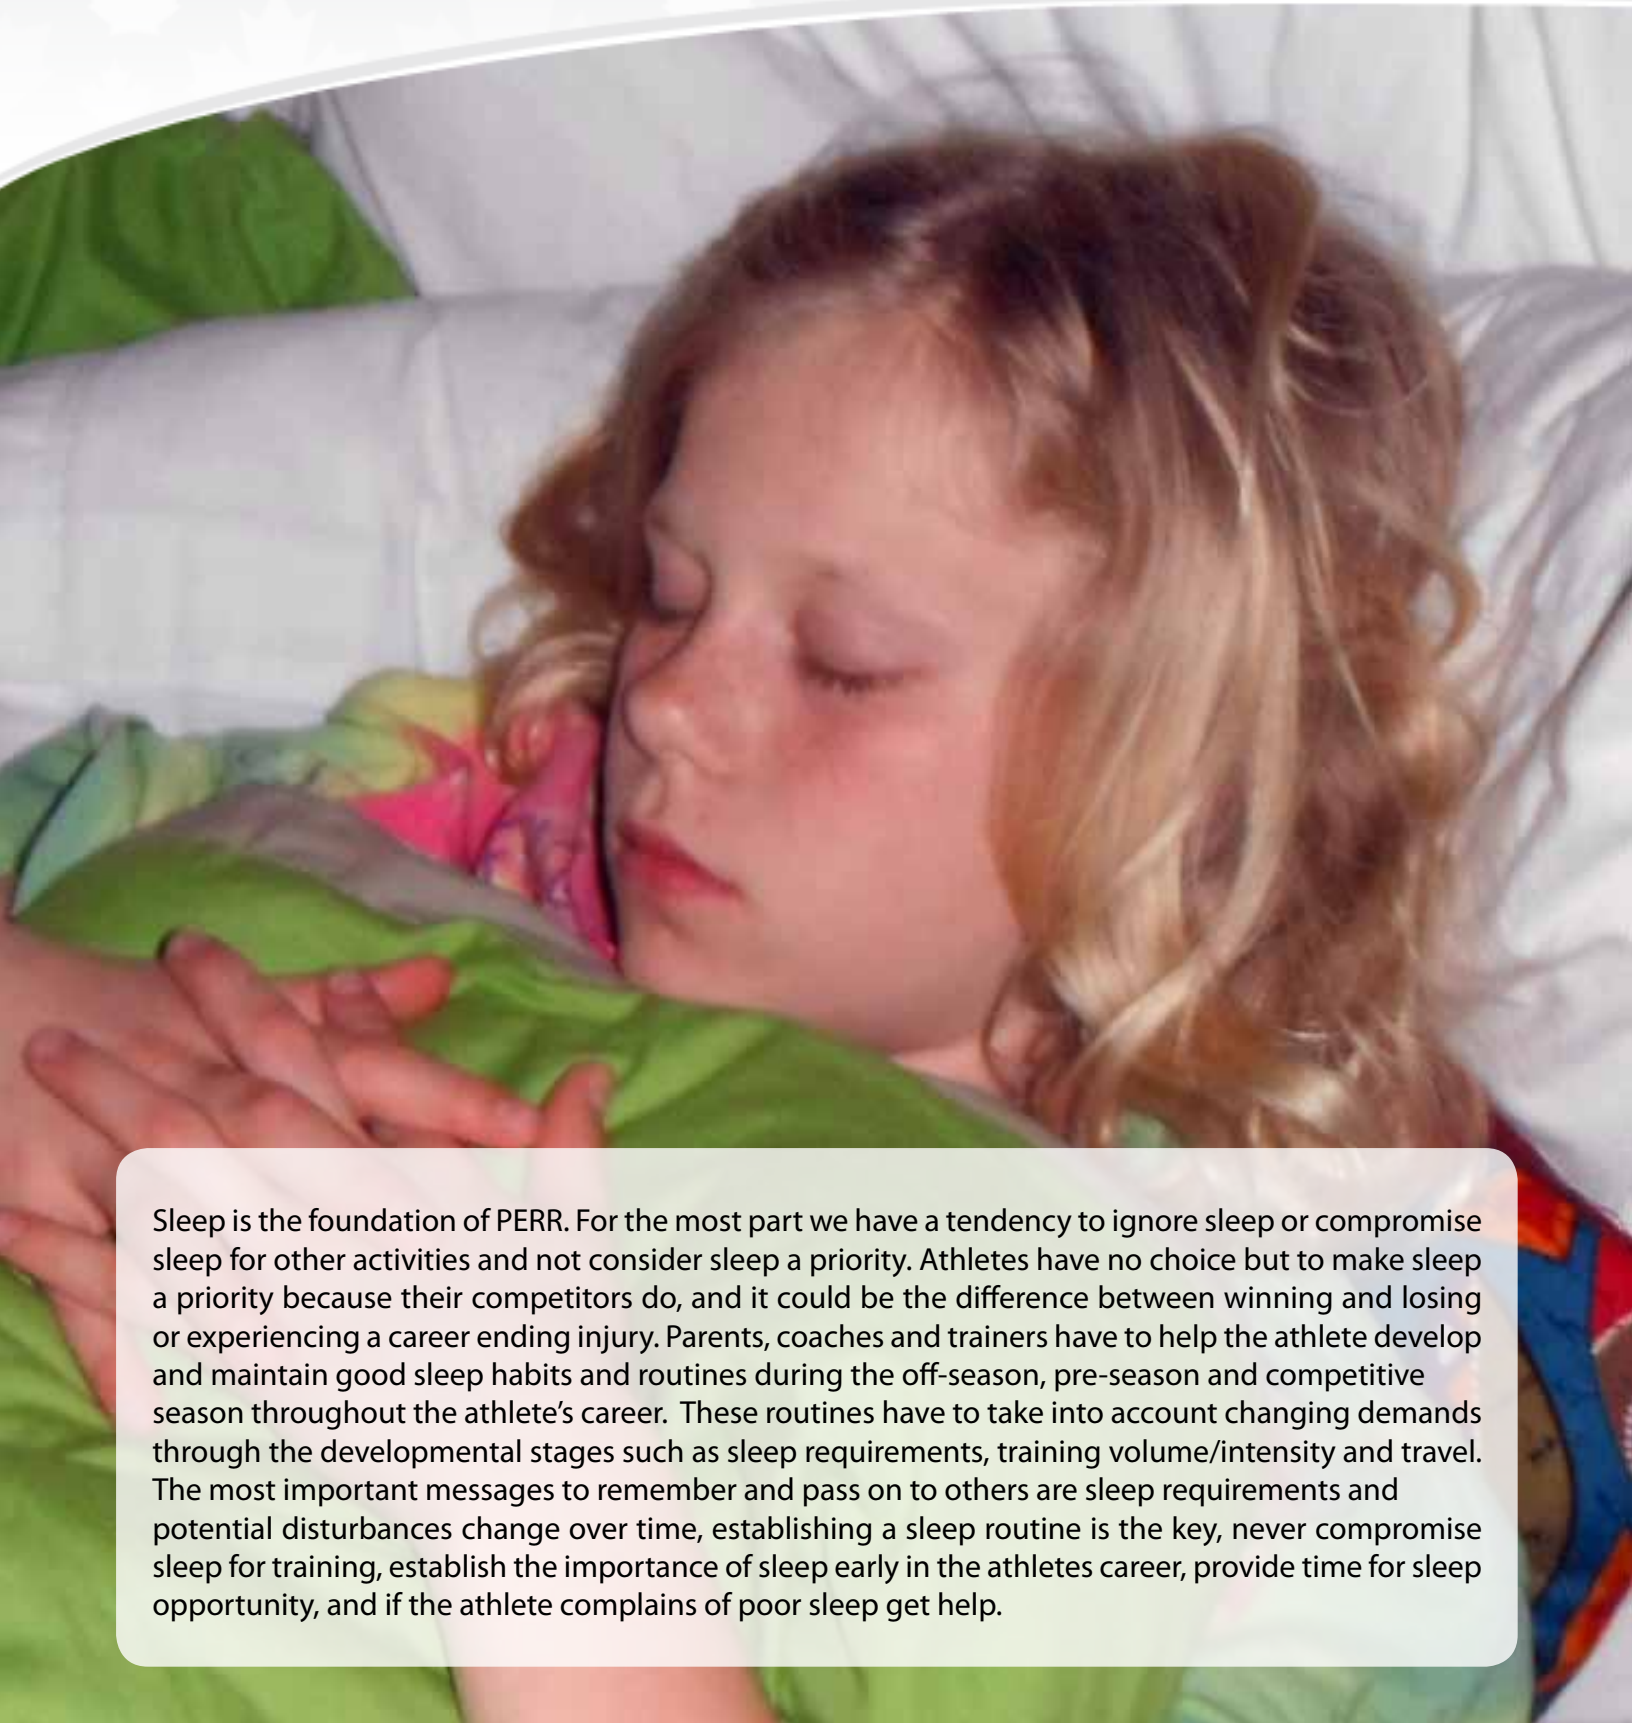 Sleep is the foundation of PERR. For the most part we have a tendency to ignore sleep or compromise
sleep for other activities and not consider sleep a priority. Athletes have no choice but to make sleep
a priority because their competitors do, and it could be the difference between winning and losing
or experiencing a career ending injury. Parents, coaches and trainers have to help the athlete develop
and maintain good sleep habits and routines during the off-season, pre-season and competitive
season throughout the athlete’s career.  These routines have to take into account changing demands
through the developmental stages such as sleep requirements, training volume/intensity and travel.
The most important messages to remember and pass on to others are sleep requirements and
potential disturbances change over time, establishing a sleep routine is the key, never compromise
sleep for training, establish the importance of sleep early in the athletes career, provide time for sleep
opportunity, and if the athlete complains of poor sleep get help.